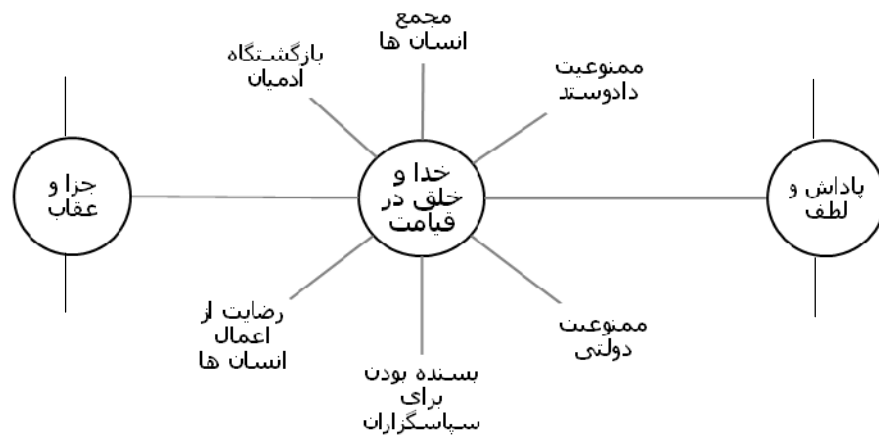 مجمع
انسان ها
ممنوعیت
دادوستد
بازگشتگاه
ادمیان
پاداش و
لطف
خدا و
خلق در
قیامت
جزا و
عقاب
ممنوعیت
دولتی
بسنده بودن
برای
سپاسگزاران
رضایت از
اعمال
انسان ها